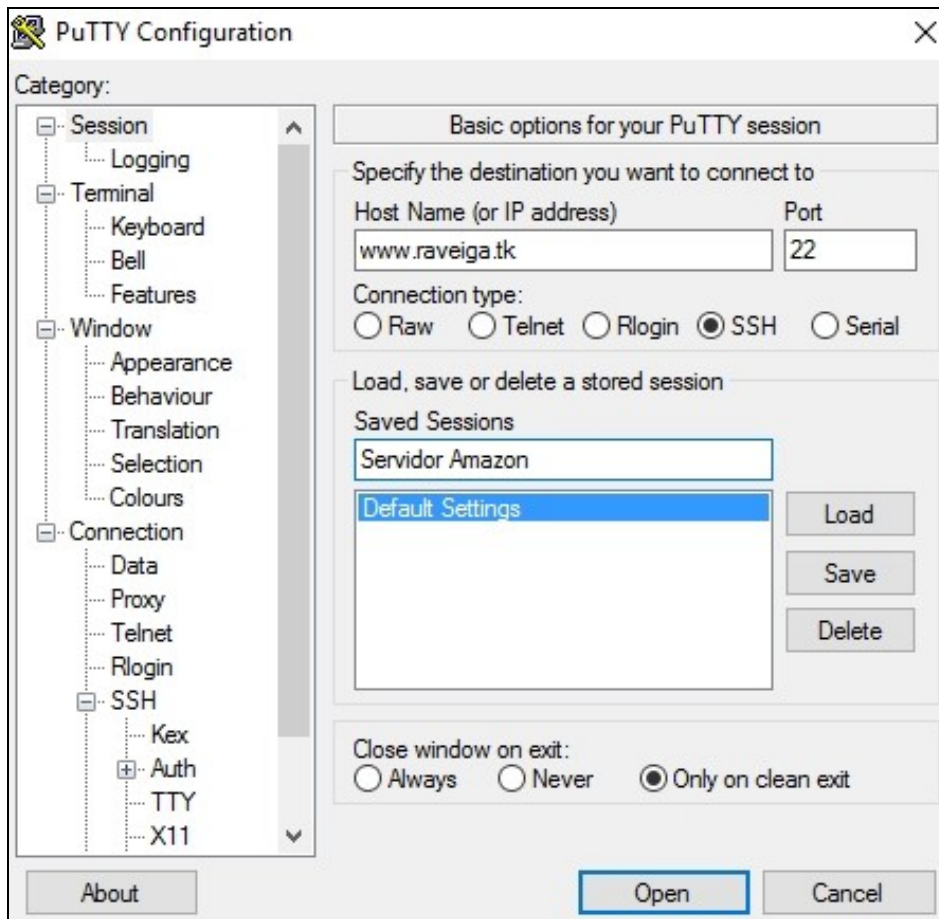 PuTTY Configuration
Category:
Session
Logging
Terminal
Keyboard
Bell
Features
Window
Appearance
Behaviour
Translation
Selection
Colours
Connection
Data
Proxy
Telnet
Rlogin
SSH
Kex
Auth
TTY
X11
Basic options for your PuTTY session
Specify the destination you want to connect to
Host Name (or IP address) Port
www.raveiga.tk 22
Connection type:
Raw Telnet Rlogin SSH Serial
Load, save or delete a stored session
Saved Sessions
Servidor Amazon
Default Settings
Load
Save
Delete
Close window on exit:
Always Never Only on clean exit
About Open Cancel